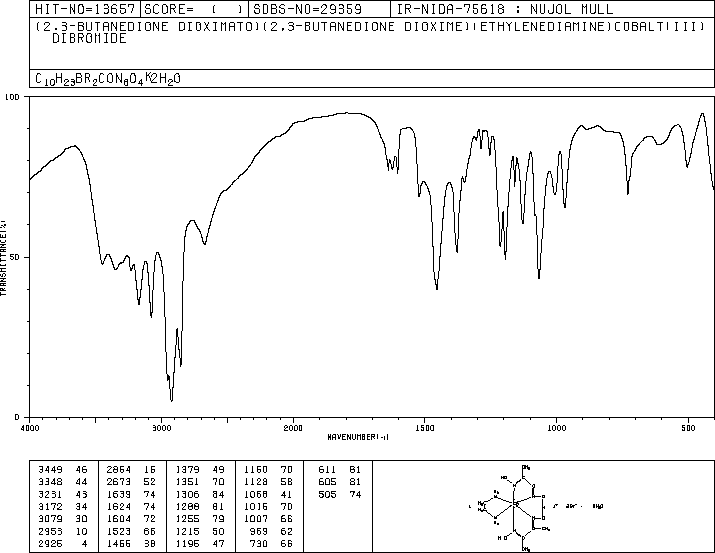 HIT-NO=13657 SCORE= ( ) SDBS-NO=29359 IR-NIDA-75618 : NUJOL MULL
(2,3-BUTANEDIONE DIOXIMATO)(2,3-BUTANEDIONE DIOXIME)(ETHYLENEDIAMINE)COBALT(III)
DIBROMIDE
C10H23BR2CON6O4K2H2O
100
TRANSMITTANCE(%)
50
0
4000 3000 2000 1500 1000 500
WAVENUMBER(-1)
3449 46 2864 16 1379 49 1160 70 611 81
3348 44 2673 52 1351 70 1128 58 605 81
3231 43 1639 74 1306 84 1068 41 505 74
3172 34 1624 74 1288 81 1016 70
3079 30 1604 72 1255 79 1007 66
2953 10 1523 66 1215 50 969 62
2925 4 1456 38 1195 47 730 66